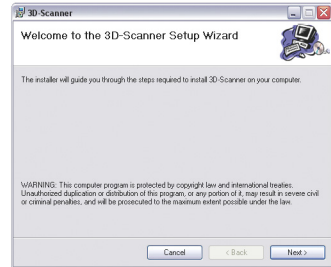 3D-Scanner
Welcome to the 3D-Scanner Setup Wizard
The installer will guide you through the steps required to install 3D-Scanner on your computer.
WARNING: This computer program is protected by copyright law and international treaties.
Unauthorized duplication or distribution of this program, or any portion of it, may result in severe civil
or criminal penalties, and will be prosecuted to the maximum extent possible under the law.
Cancel
< Back
Next >